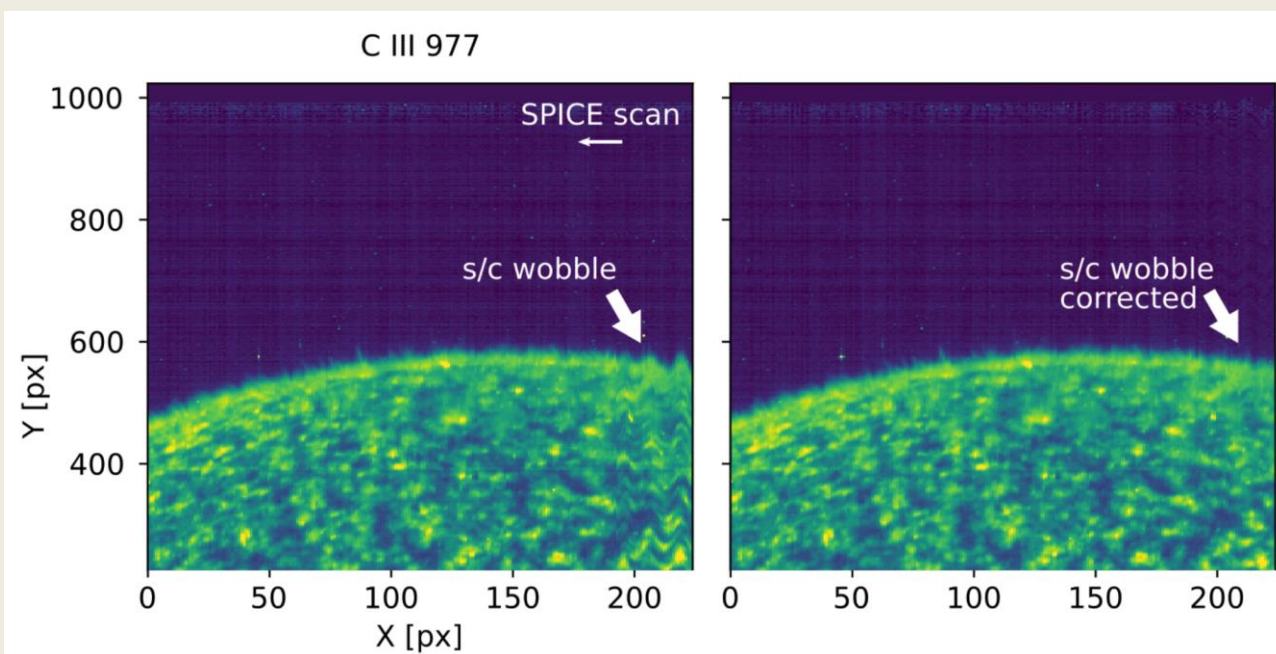 C III 977
1000
800
600
400
Y [px]
SPICE scan
s/c wobble
0 50 100 150 200
X [px]
s/c wobble
corrected
0 50 100 150 200